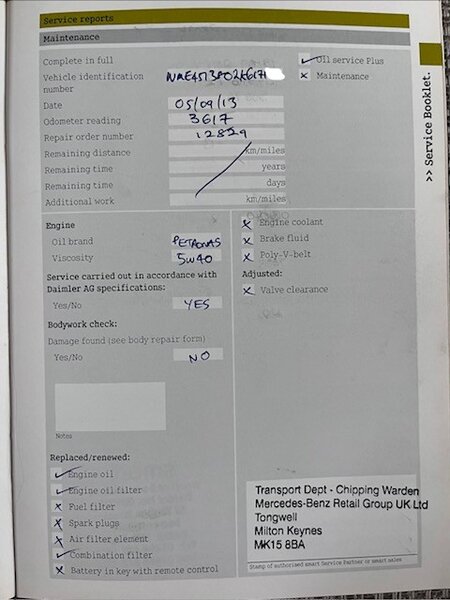 Service reports
Maintenance
Complete in full
✓ Oil service Plus
Vehicle identification number
× Maintenance
Date 05/09/13
Odometer reading 3617
Repair order number 12829
Remaining distance km/miles
Remaining time years
Remaining time days
Additional work km/miles
>> Service Booklet.
Engine
Oil brand PETRONAS
Viscosity 5W40
Service carried out in accordance with
Daimler AG specifications:
Yes/No YES
Bodywork check:
Damage found (see body repair form)
Yes/No NO
Notes
Replaced/renewed:
✓ Engine oil
✓ Engine oil filter
× Fuel filter
× Spark plugs
× Air filter element
✓ Combination filter
× Battery in key with remote control
× Engine coolant
× Brake fluid
× Poly-V-belt
Adjusted:
× Valve clearance
Transport Dept - Chipping Warden
Mercedes-Benz Retail Group UK Ltd
Tongwell
Milton Keynes
MK15 8BA
Stamp of authorised smart Service Partner or smart sales